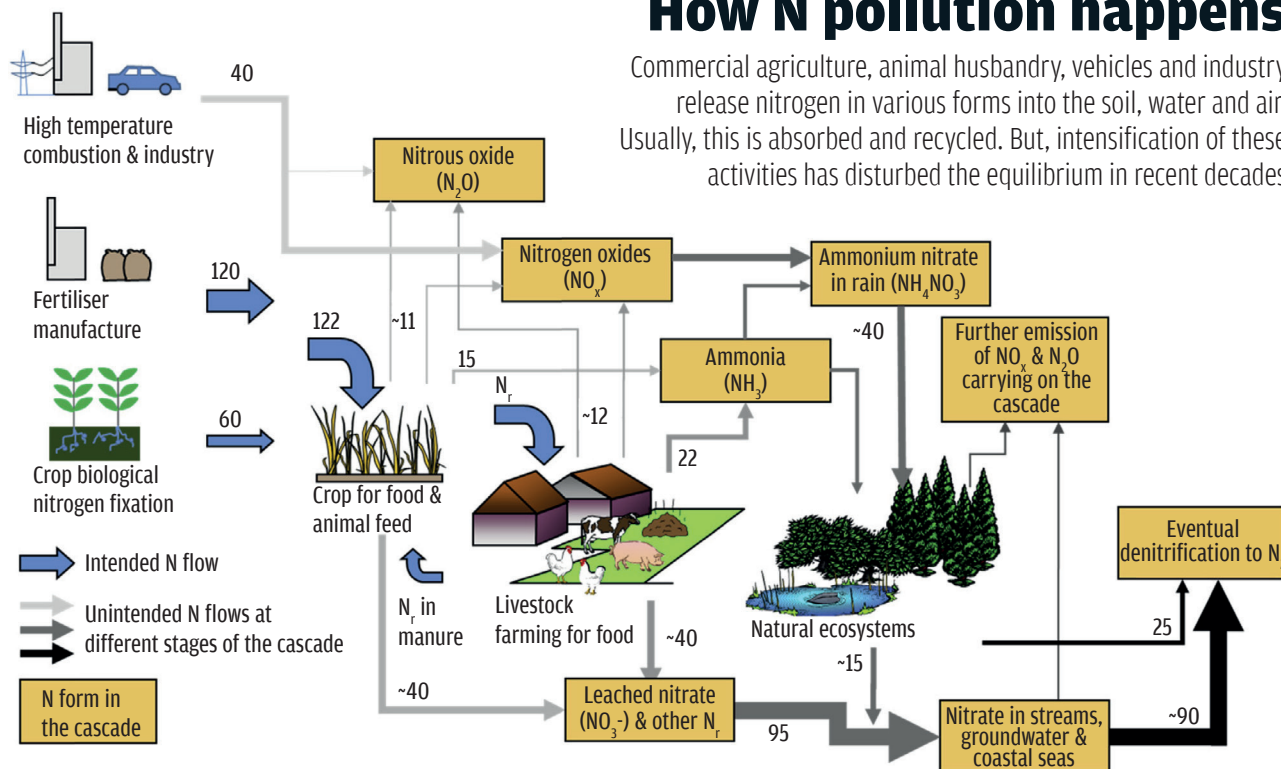 How N pollution happens
Commercial agriculture, animal husbandry, vehicles and industry
release nitrogen in various forms into the soil, water and air.
Usually, this is absorbed and recycled. But, intensification of these
activities has disturbed the equilibrium in recent decades
40
High temperature
combustion & industry
Nitrous oxide
(N₂O)
Nitrogen oxides
(NOₓ)
Ammonium nitrate
in rain (NH₄NO₃)
120
Fertiliser
manufacture
122
~11
15
Ammonia
(NH₃)
~40
Further emission
of NOₓ & N₂O
carrying on the
cascade
Nᵣ
~12
22
60
Crop biological
nitrogen fixation
Crop for food &
animal feed
Eventual
denitrification to N
Intended N flow
Unintended N flows at
different stages of the cascade
Nᵣ in
manure
Livestock
farming for food
Natural ecosystems
25
~40
~15
N form in
the cascade
~40
Leached nitrate
(NO₃-) & other Nᵣ
95
Nitrate in streams,
groundwater &
coastal seas
~90